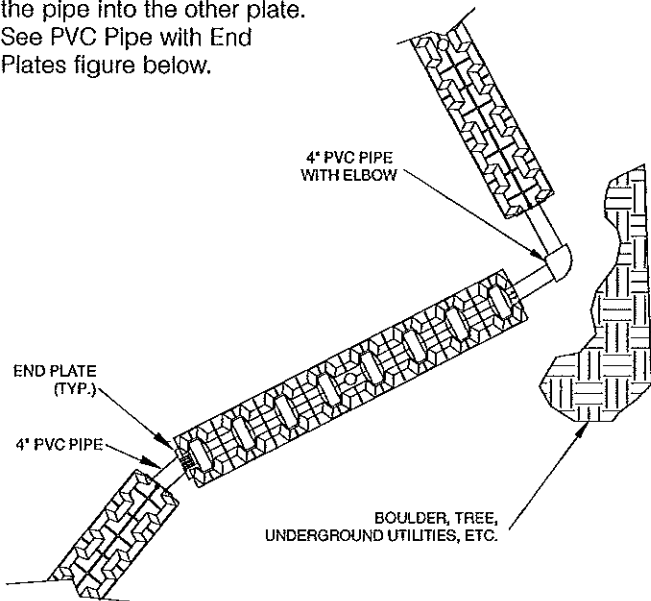 the pipe into the other plate.
See PVC Pipe with End
Plates figure below.
4" PVC PIPE
WITH ELBOW
END PLATE
(TYP.)
4" PVC PIPE
BOULDER, TREE,
UNDERGROUND UTILITIES, ETC.